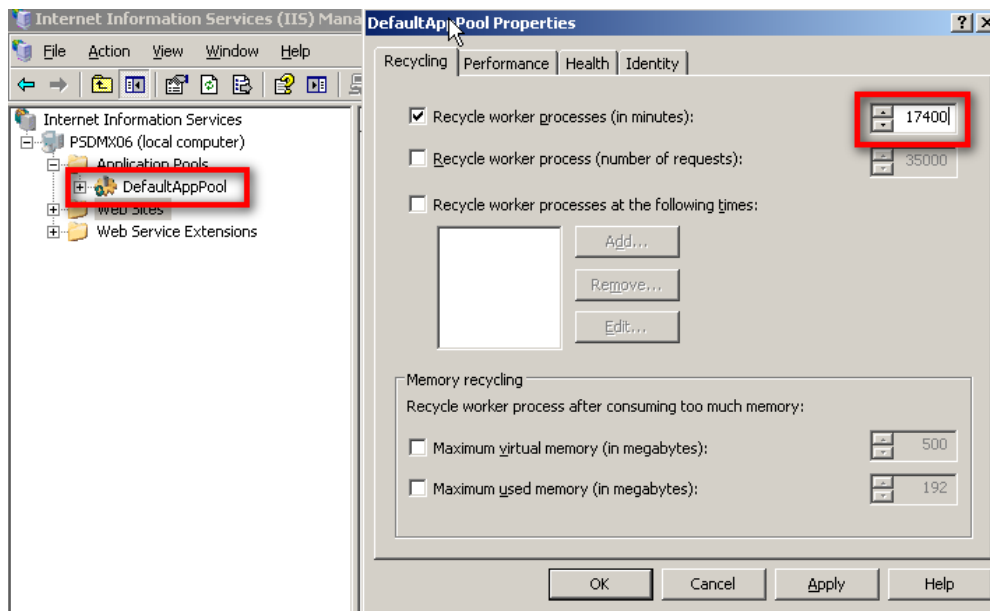 Internet Information Services (IIS) Mana
File Action View Window Help
Internet Information Services
PSDMX06 (local computer)
Application Pools
DefaultAppPool
Web Sites
Web Service Extensions
DefaultAppPool Properties
Recycling Performance Health Identity
Recycle worker processes (in minutes): 17400
Recycle worker process (number of requests): 35000
Recycle worker processes at the following times:
Add...
Remove...
Edit...
Memory recycling
Recycle worker process after consuming too much memory:
Maximum virtual memory (in megabytes): 500
Maximum used memory (in megabytes): 192
OK Cancel Apply Help